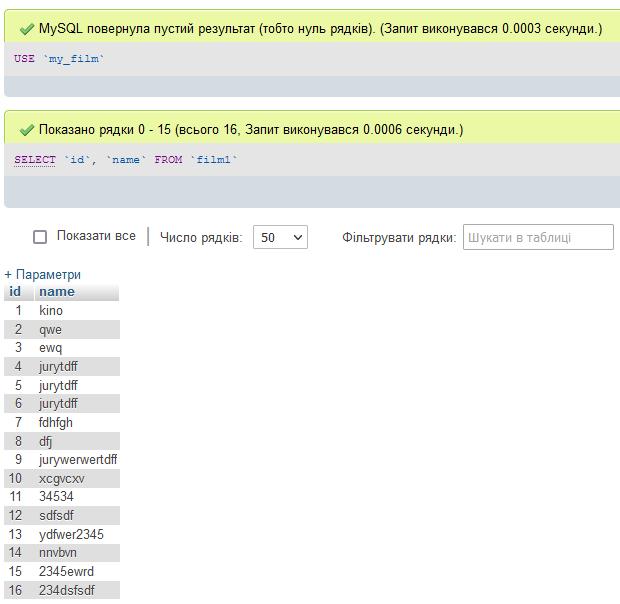 MySQL повернула пустий результат (тобто нуль рядків). (Запит виконувався 0.0003 секунди.)
USE `my_film`
Показано рядки 0 - 15 (всього 16, Запит виконувався 0.0006 секунди.)
SELECT `id`, `name` FROM `film1`
Показати все | Число рядків: 50 Фільтрувати рядки: Шукати в таблиці
+ Параметри
id name
1 kino
2 qwe
3 ewq
4 jurytdff
5 jurytdff
6 jurytdff
7 fdhfgh
8 dfj
9 jurywerwertdff
10 xcgvcxv
11 34534
12 sdfsdf
13 ydfwer2345
14 nnvbvn
15 2345ewrd
16 234dsfsdf